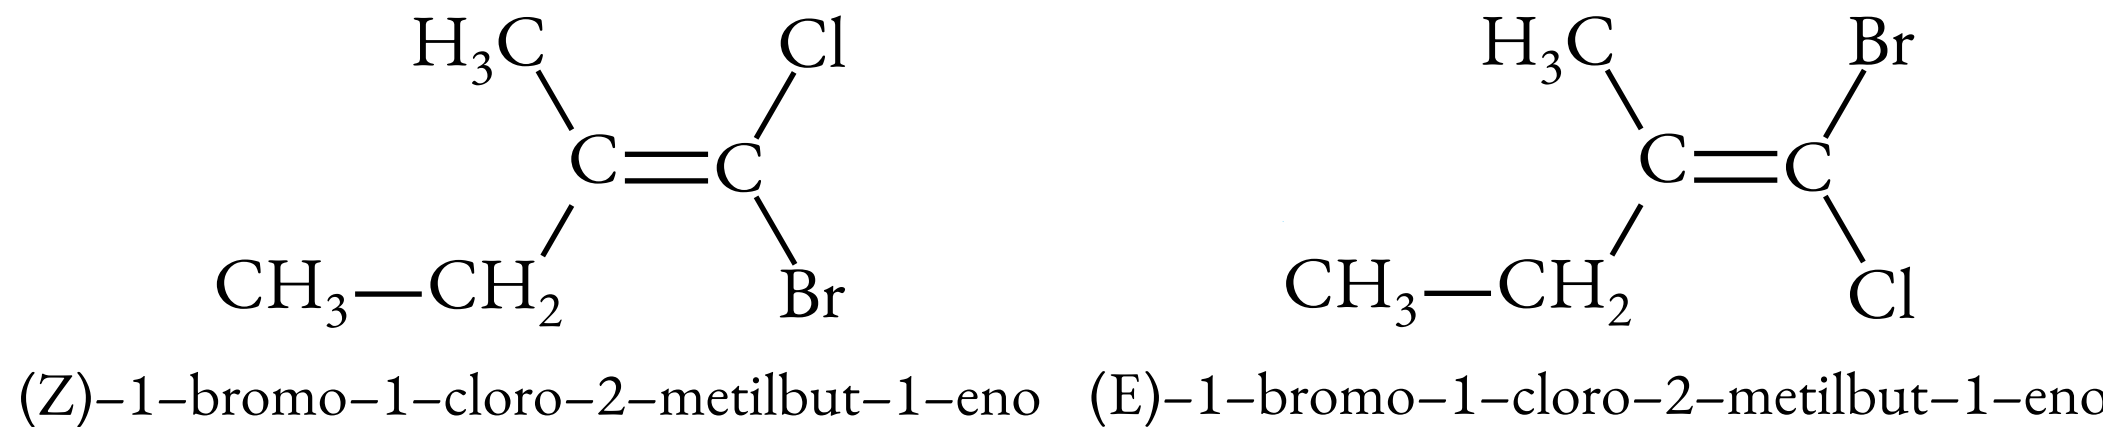 H₃C Cl H₃C Br
C C C C
CH₃ CH₂ Br CH₃ CH₂ Cl
(Z)–1–bromo–1–cloro–2–metilbut–1–eno (E)–1–bromo–1–cloro–2–metilbut–1–eno